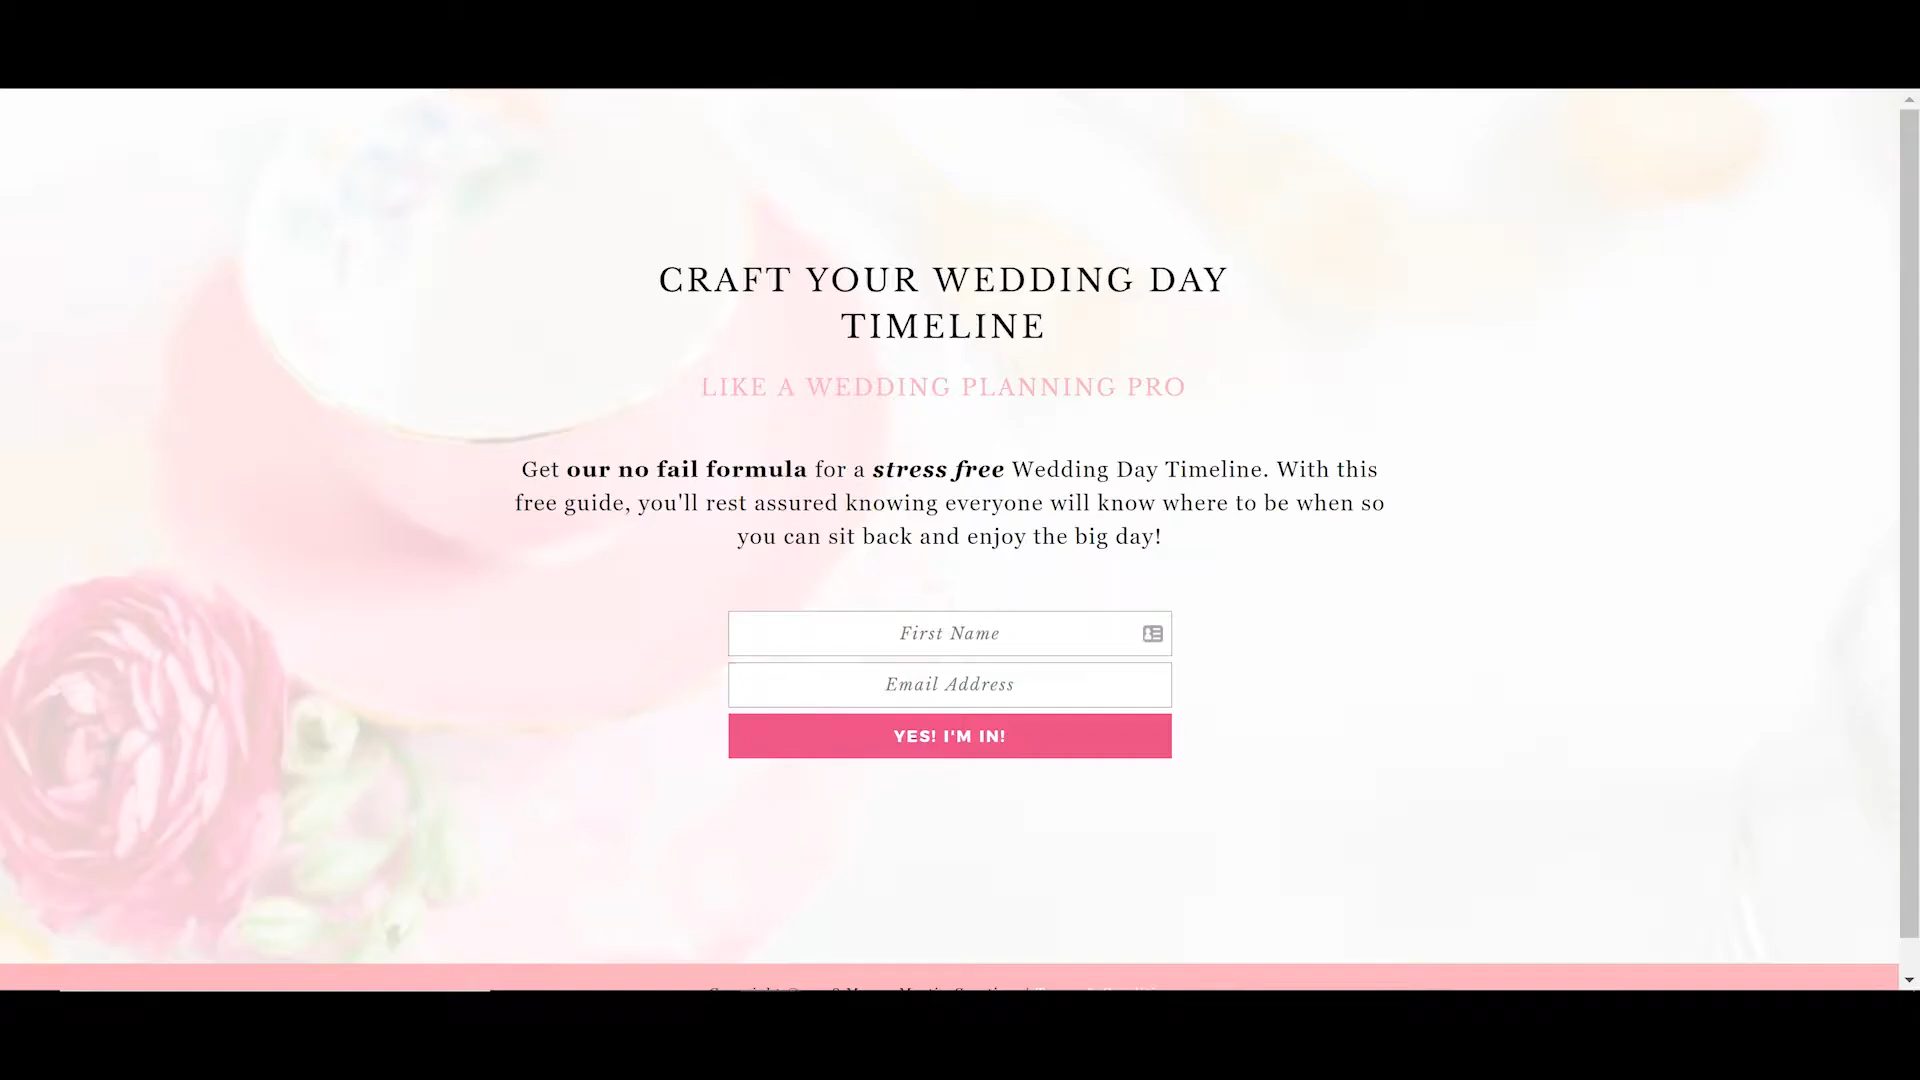 CRAFT YOUR WEDDING DAY
TIMELINE
LIKE A WEDDING PLANNING PRO
Get our no fail formula for a stress free Wedding Day Timeline. With this
free guide, you'll rest assured knowing everyone will know where to be when so
you can sit back and enjoy the big day!
First Name
Email Address
YES! I'M IN!